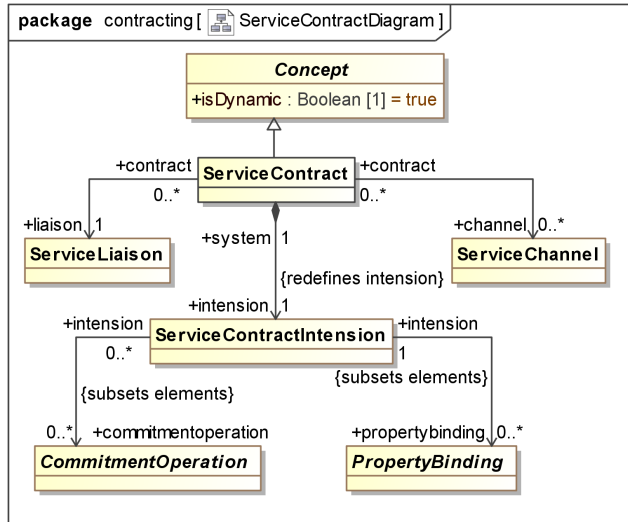 package contracting [ ServiceContractDiagram ]
Concept
+isDynamic : Boolean [1] = true
+contract
ServiceContract
+contract
0..*
0..*
+liaison 1
+system 1
+channel 0..*
ServiceLiaison
ServiceChannel
{redefines intension}
+intension 1
+intension
ServiceContractIntension
+intension
0..*
1
{subsets elements}
{subsets elements}
0..* +commitmentoperation
+propertybinding 0..*
CommitmentOperation
PropertyBinding